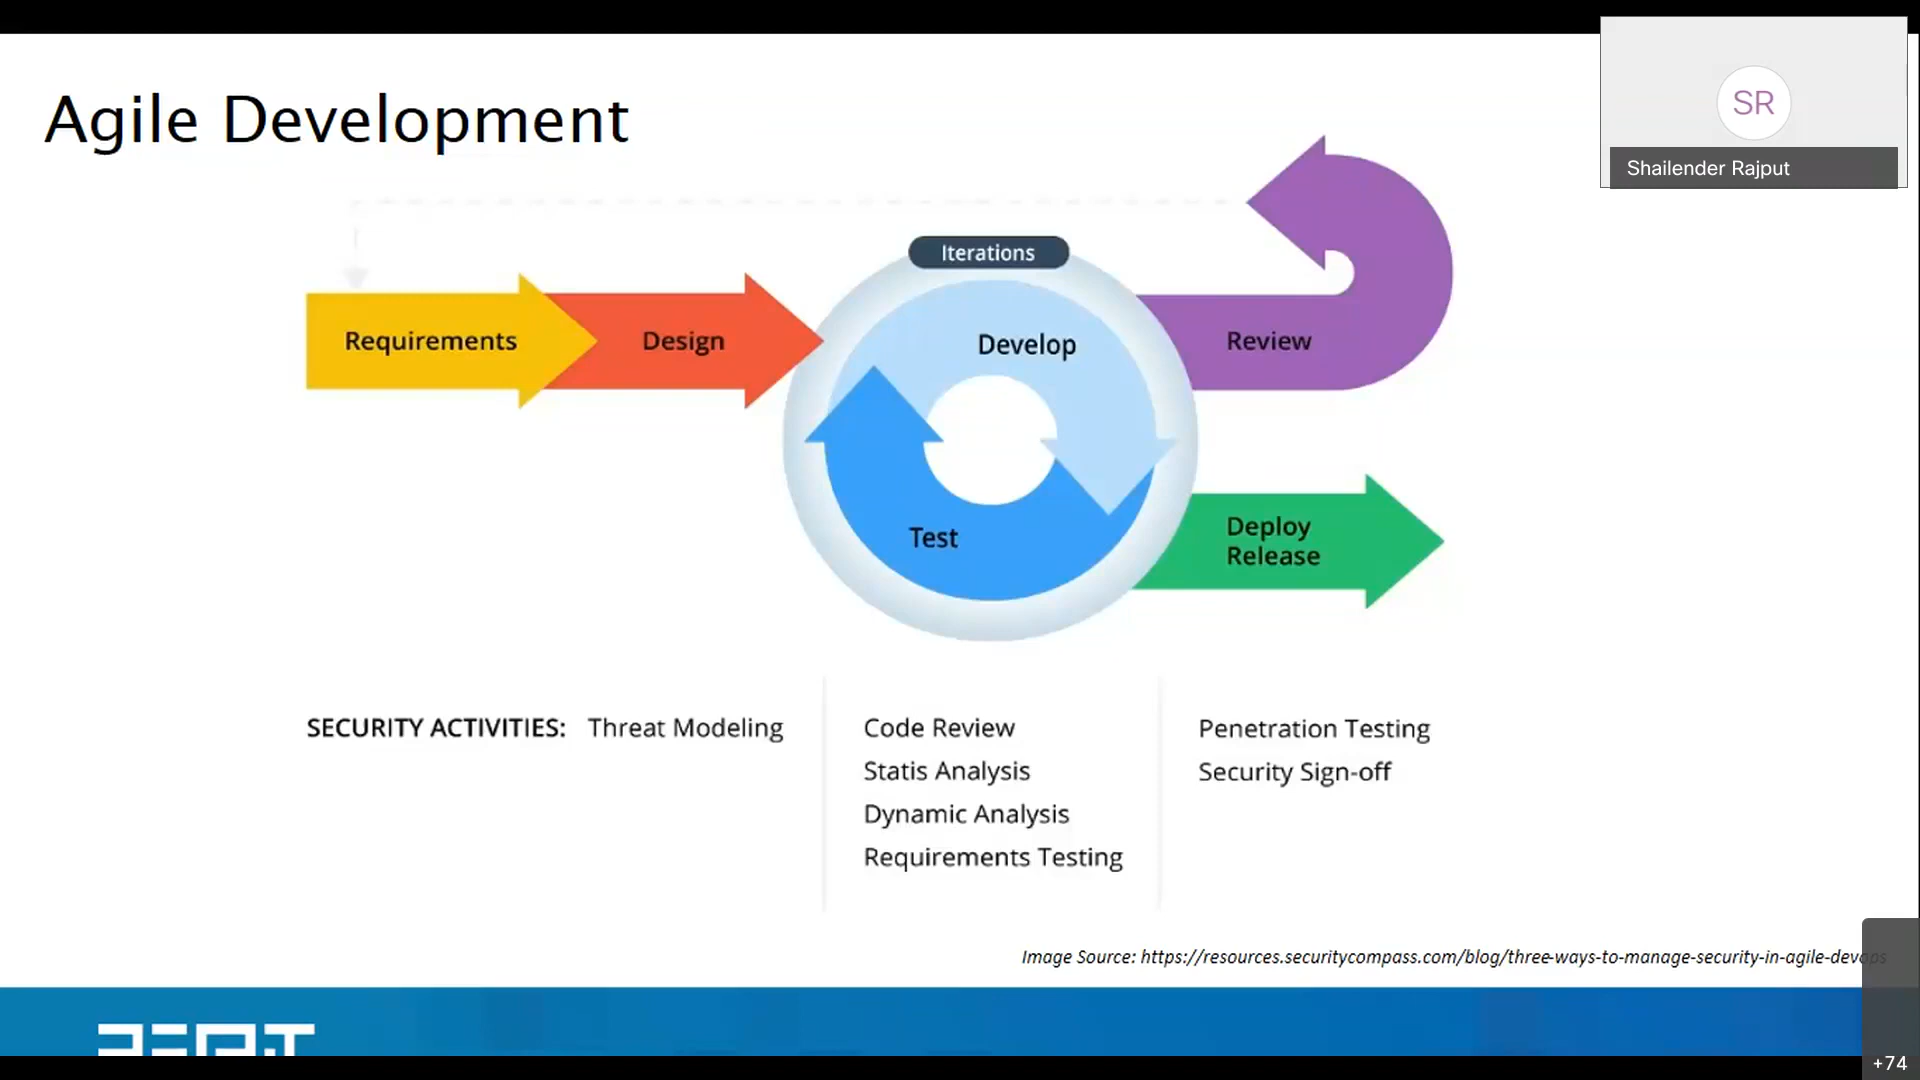 Agile Development
SR
Shailender Rajput
Iterations
Requirements
Design
Develop
Review
Test
Deploy
Release
SECURITY ACTIVITIES:
Threat Modeling
Code Review
Statis Analysis
Dynamic Analysis
Requirements Testing
Penetration Testing
Security Sign-off
Image Source: https://resources.securitycompass.com/blog/three-ways-to-manage-security-in-agile-devops
+74